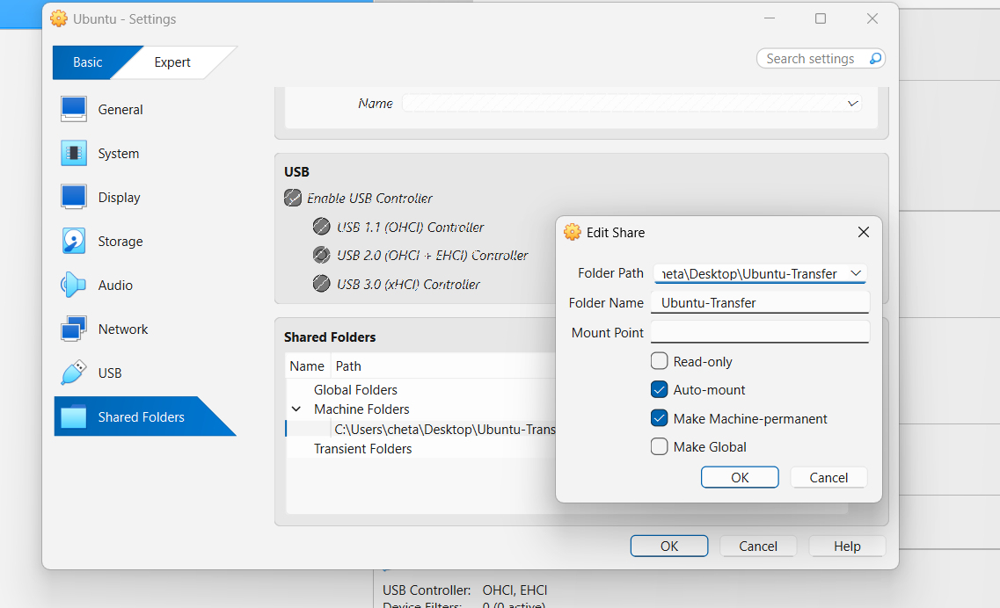 Ubuntu - Settings
Basic
Expert
Search settings
General
System
Display
Storage
Audio
Network
USB
Shared Folders
Name
USB
Enable USB Controller
USB 1.1 (OHCI) Controller
USB 2.0 (OHCI + EHCI) Controller
USB 3.0 (xHCI) Controller
Shared Folders
Name Path
Global Folders
Machine Folders
C:\Users\cheta\Desktop\Ubuntu-Trans
Transient Folders
Edit Share
Folder Path heta\Desktop\Ubuntu-Transfer
Folder Name Ubuntu-Transfer
Mount Point
Read-only
Auto-mount
Make Machine-permanent
Make Global
OK Cancel
OK Cancel Help
USB Controller: OHCI, EHCI
Device Filters: 0 (0 active)